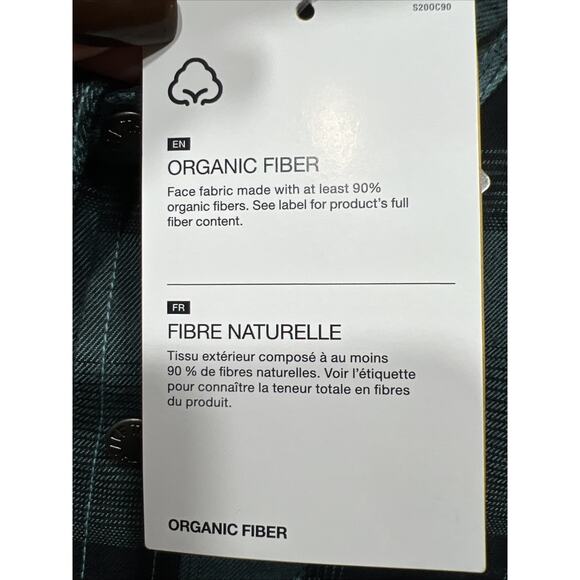 S20OC90
EN
ORGANIC FIBER
Face fabric made with at least 90%
organic fibers. See label for product's full
fiber content.
FR
FIBRE NATURELLE
Tissu extérieur composé à au moins
90 % de fibres naturelles. Voir l'étiquette
pour connaître la teneur totale en fibres
du produit.
ORGANIC FIBER